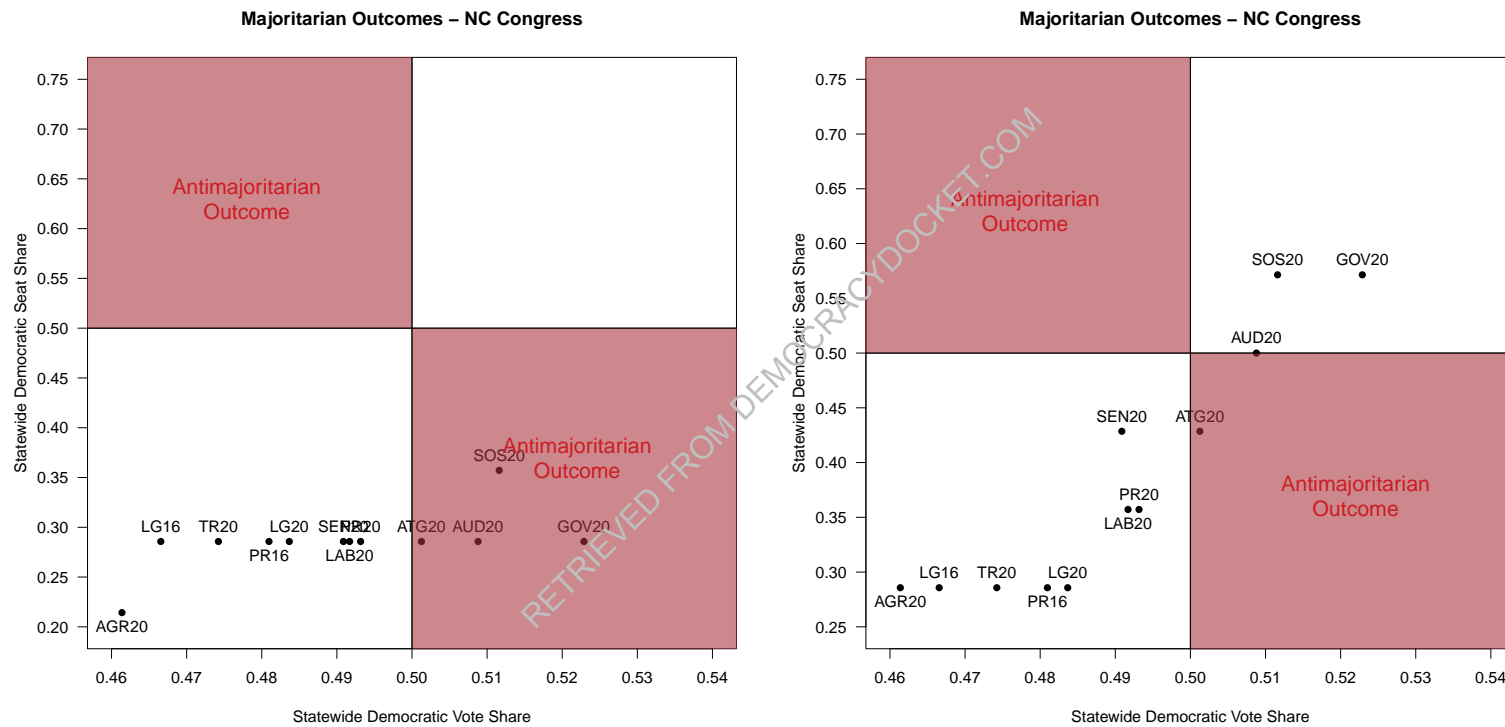 Majoritarian Outcomes – NC Congress
Statewide Democratic Seat Share
0.75
0.70
0.65
0.60
0.55
0.50
0.45
0.40
0.35
0.30
0.25
0.20
Antimajoritarian
Outcome
Antimajoritarian
Outcome
SOS20
LG16
TR20
LG20
SEN20
PR20
ATG20
AUD20
GOV20
PR16
LAB20
AGR20
0.46
0.47
0.48
0.49
0.50
0.51
0.52
0.53
0.54
Statewide Democratic Vote Share
Majoritarian Outcomes – NC Congress
Statewide Democratic Seat Share
0.75
0.70
0.65
0.60
0.55
0.50
0.45
0.40
0.35
0.30
0.25
Antimajoritarian
Outcome
SOS20
GOV20
AUD20
SEN20
ATG20
Antimajoritarian
Outcome
PR20
LAB20
LG16
TR20
LG20
AGR20
PR16
0.46
0.47
0.48
0.49
0.50
0.51
0.52
0.53
0.54
Statewide Democratic Vote Share
RETRIEVED FROM DEMOCRACYDOCKET.COM